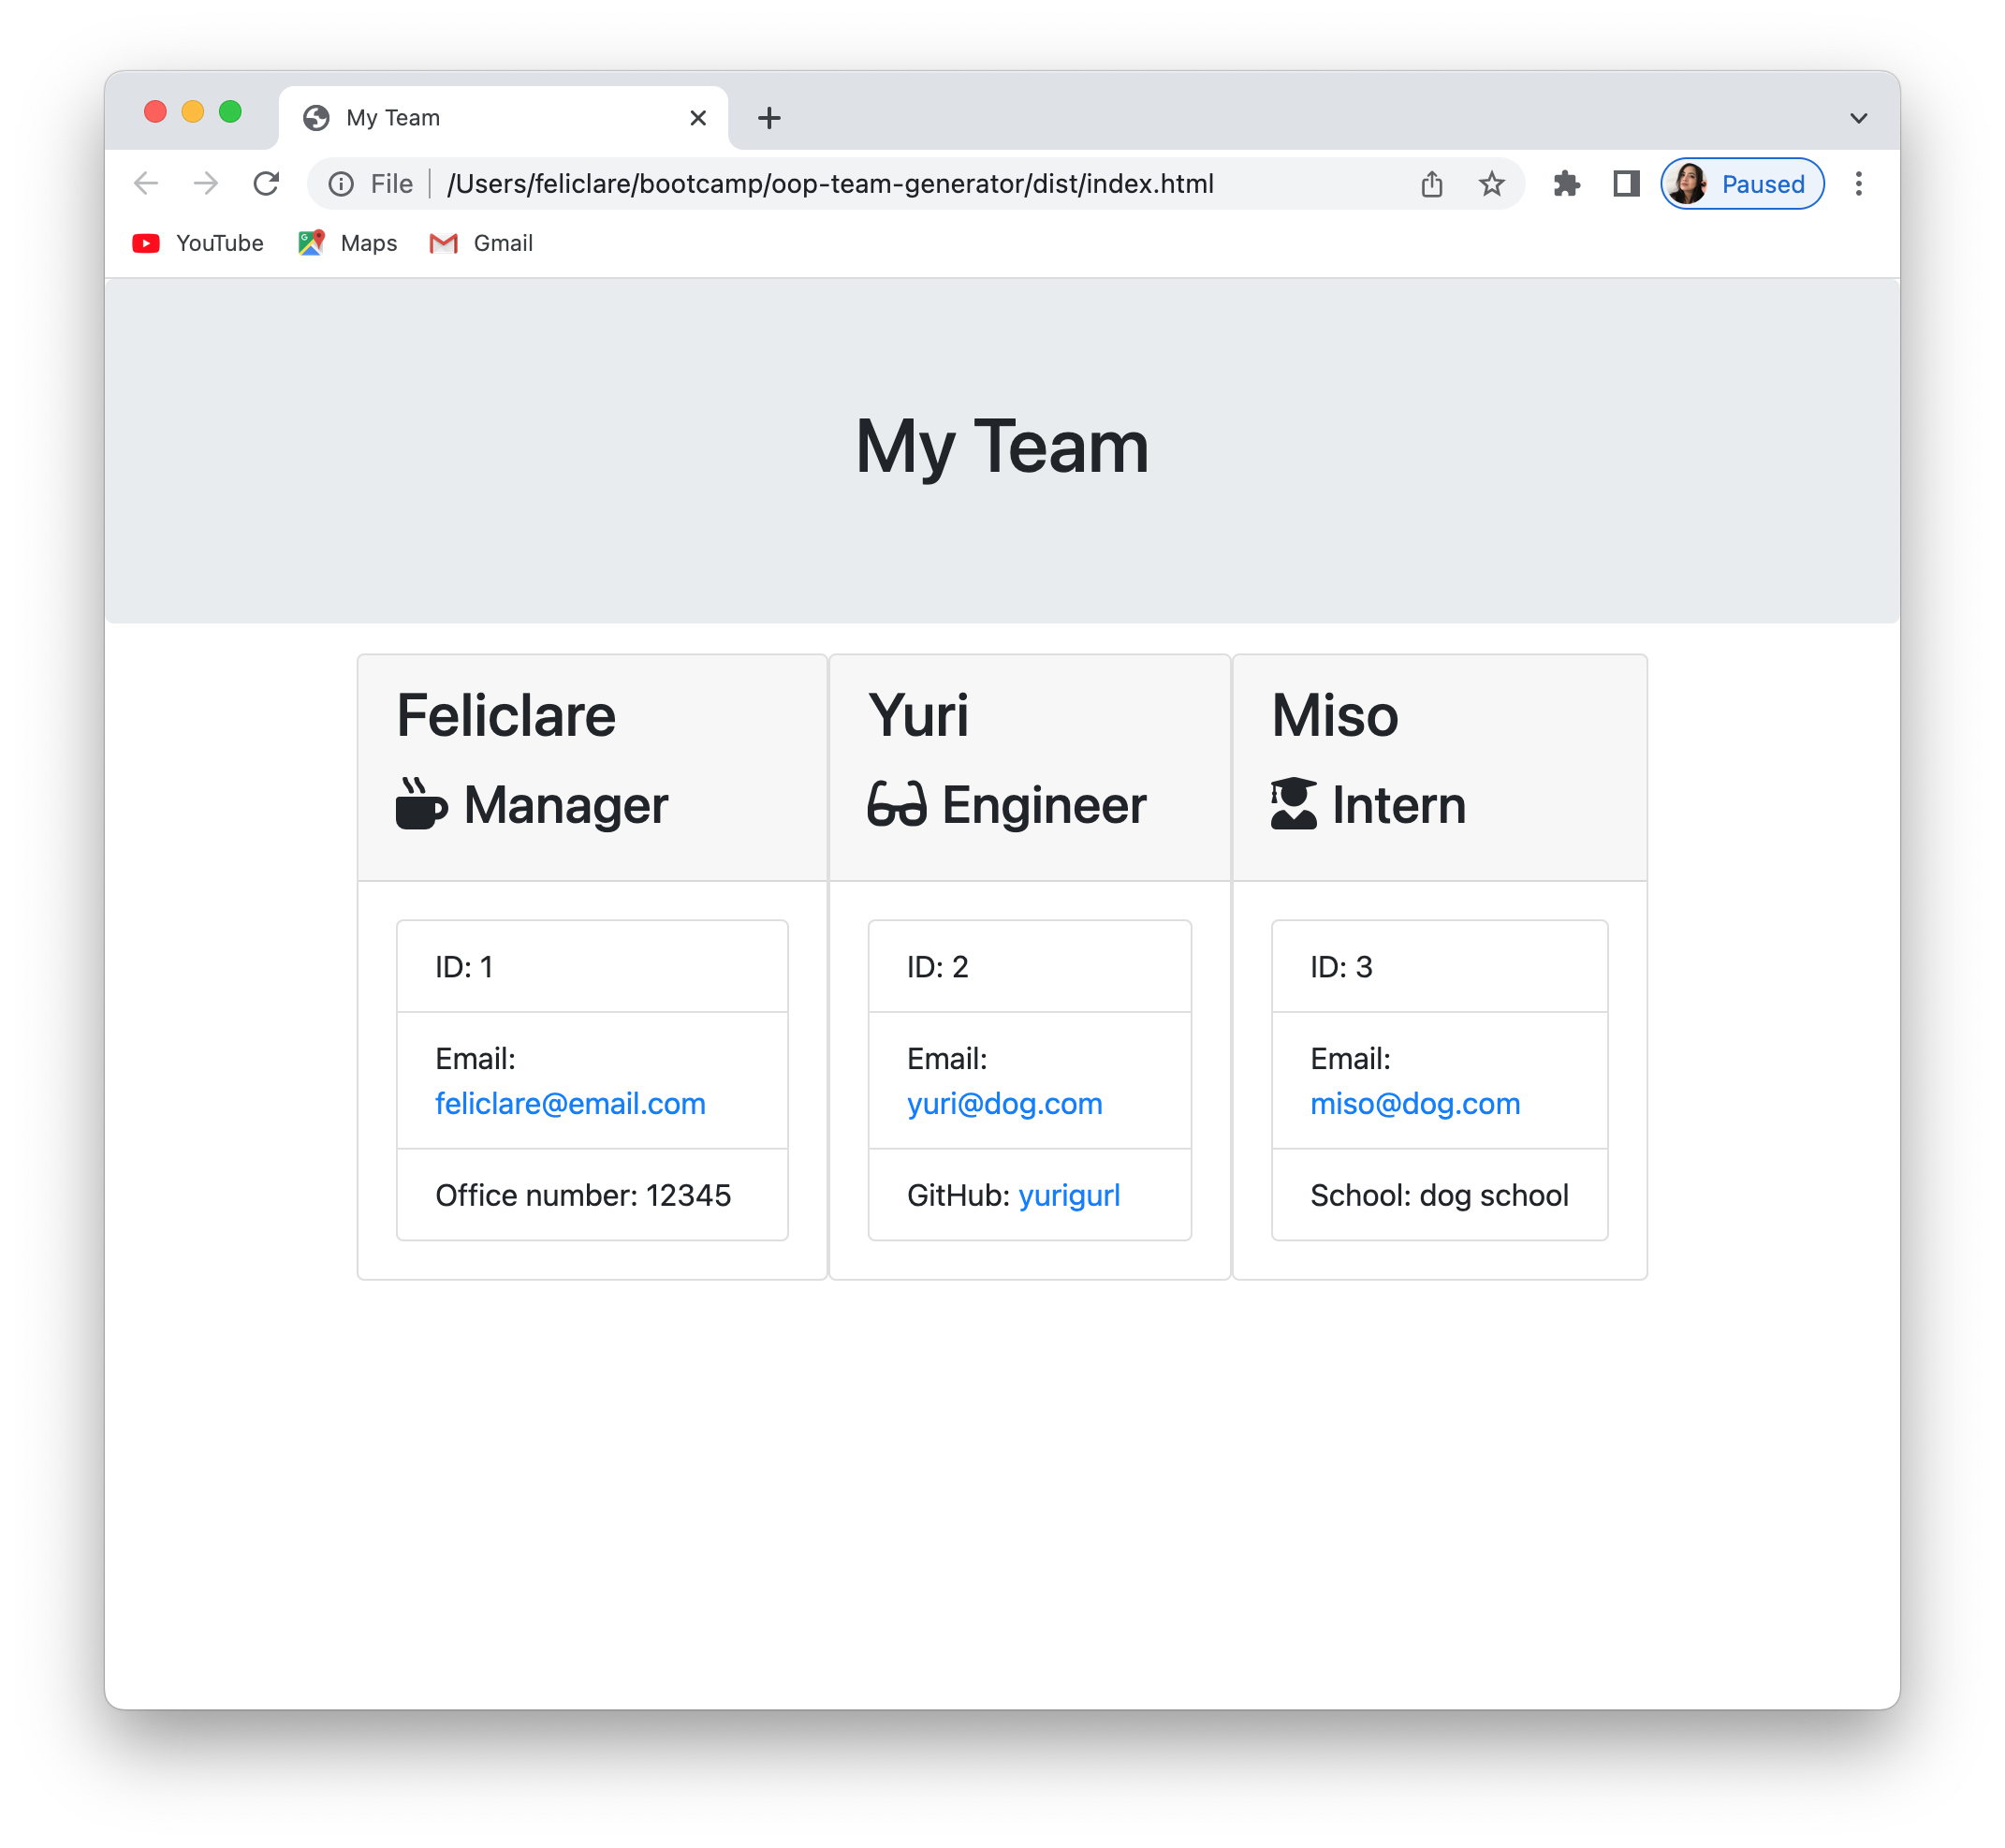 My Team
File
/Users/feliclare/bootcamp/oop-team-generator/dist/index.html
Paused
YouTube
Maps
Gmail
My Team
Feliclare
Manager
ID: 1
Email:
feliclare@email.com
Office number: 12345
Yuri
Engineer
ID: 2
Email:
yuri@dog.com
GitHub: yurigurl
Miso
Intern
ID: 3
Email:
miso@dog.com
School: dog school